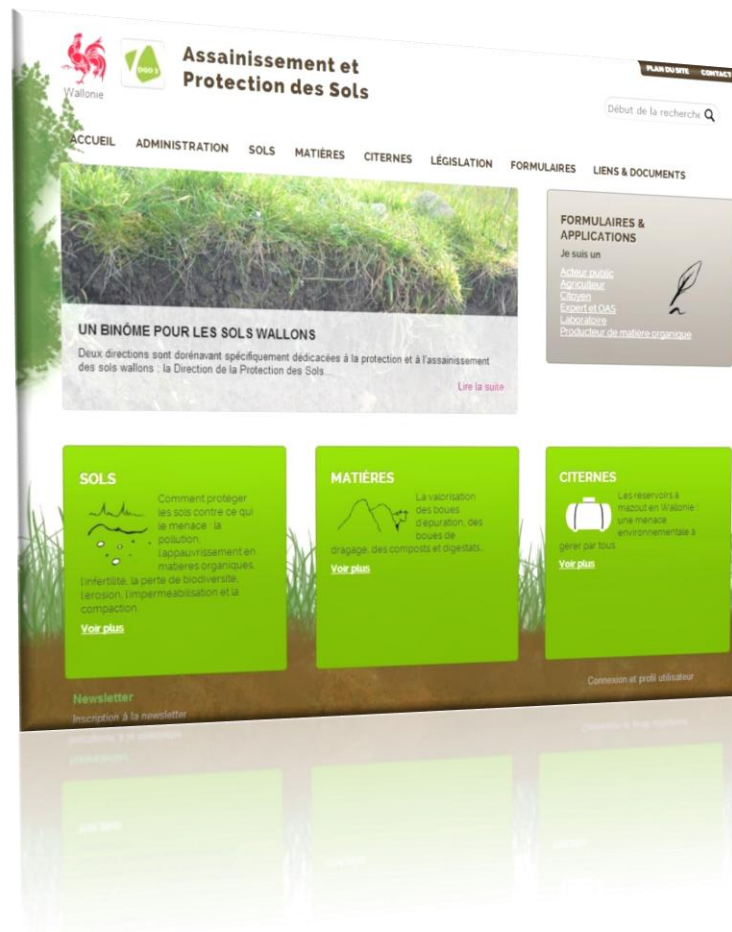 Wallonie
DGO 3
Assainissement et
Protection des Sols
PLAN DU SITE CONTACT
Début de la recherche
ACCUEIL ADMINISTRATION SOLS MATIÈRES CITERNES LÉGISLATION FORMULAIRES LIENS & DOCUMENTS
UN BINÔME POUR LES SOLS WALLONS
Deux directions sont dorénavant spécifiquement dédicacées à la protection et à l'assainissement
des sols wallons : la Direction de la Protection des Sols...
Lire la suite
FORMULAIRES &
APPLICATIONS
Je suis un
Acteur public
Agriculteur
Citoyen
Expert et OAS
Laboratoire
Producteur de matière organique
SOLS
Comment protéger
les sols contre ce qui
le menace : la
pollution,
l'appauvrissement en
matières organiques,
l'infertilité, la perte de biodiversité,
l'érosion, l'imperméabilisation et la
compaction.
Voir plus
MATIÈRES
La valorisation
des boues
d'épuration, des
boues de
dragage, des composts et digestats.
Voir plus
CITERNES
Les réservoirs à
mazout en Wallonie :
une menace
environnementale à
gérer par tous
Voir plus
Newsletter
Inscription à la newsletter
Connexion et profil utilisateur